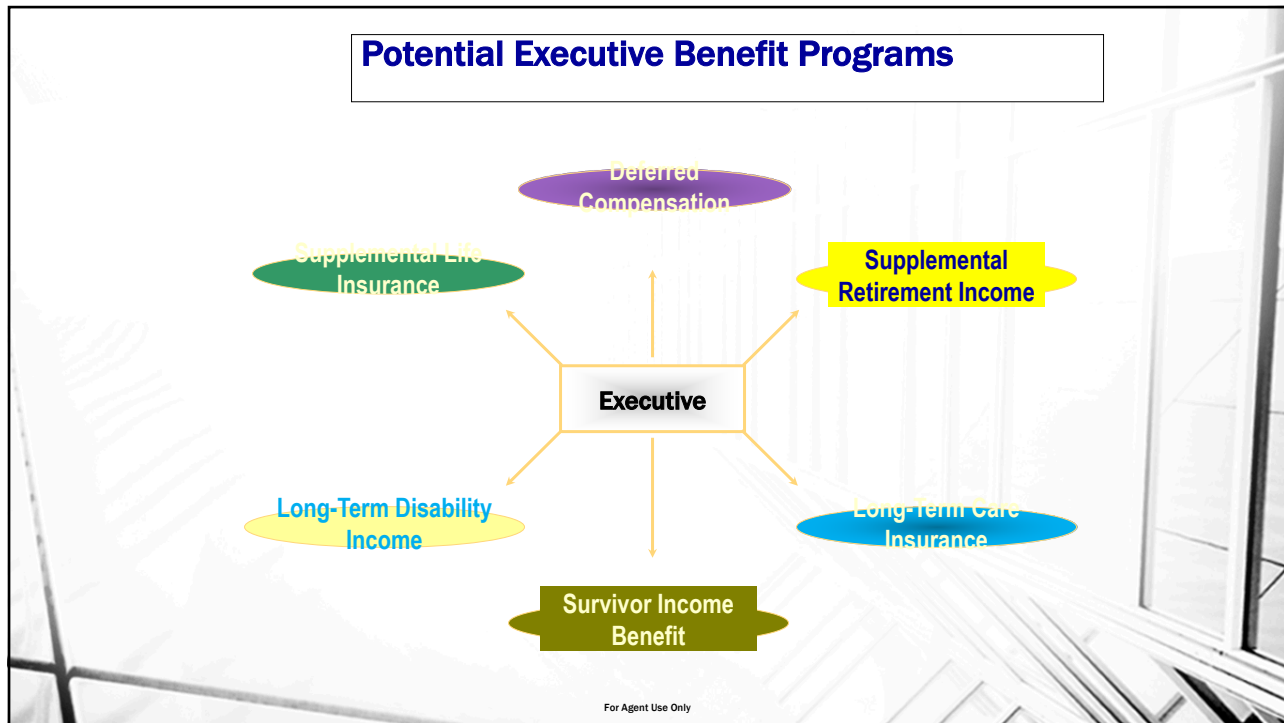 Potential Executive Benefit Programs
Deferred
Compensation
Supplemental Life
Insurance
Supplemental
Retirement Income
Executive
Long-Term Disability
Income
Long-Term Care
Insurance
Survivor Income
Benefit
For Agent Use Only